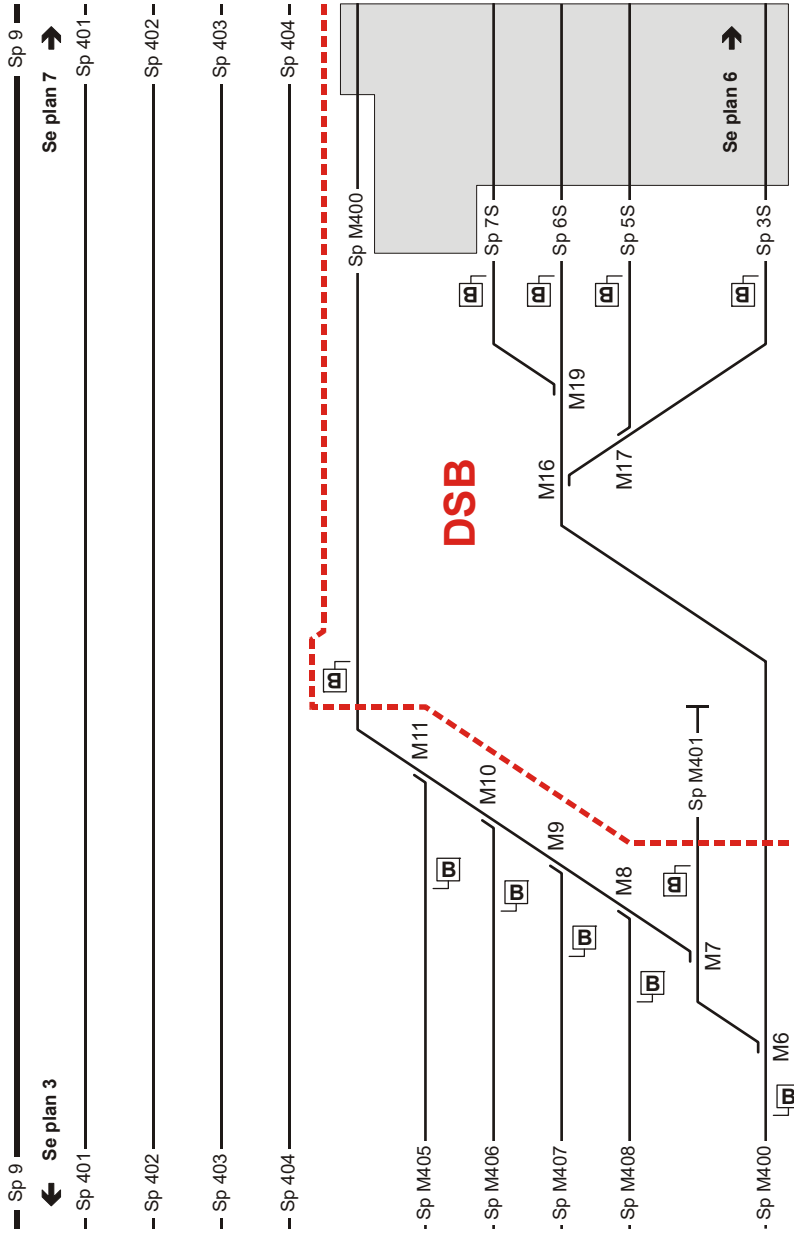 Sp 9
Se plan 7
Sp 401
Sp 402
Sp 403
Sp 404
Sp M400
Sp 7S
Sp 6S
Sp 5S
Se plan 6
Sp 3S
B
B
B
B
M19
M16
M17
DSB
B
M11
M10
M9
M8
Sp M401
B
M7
M6
B
B
B
B
B
Sp 9
Se plan 3
Sp 401
Sp 402
Sp 403
Sp 404
Sp M405
Sp M406
Sp M407
Sp M408
Sp M400